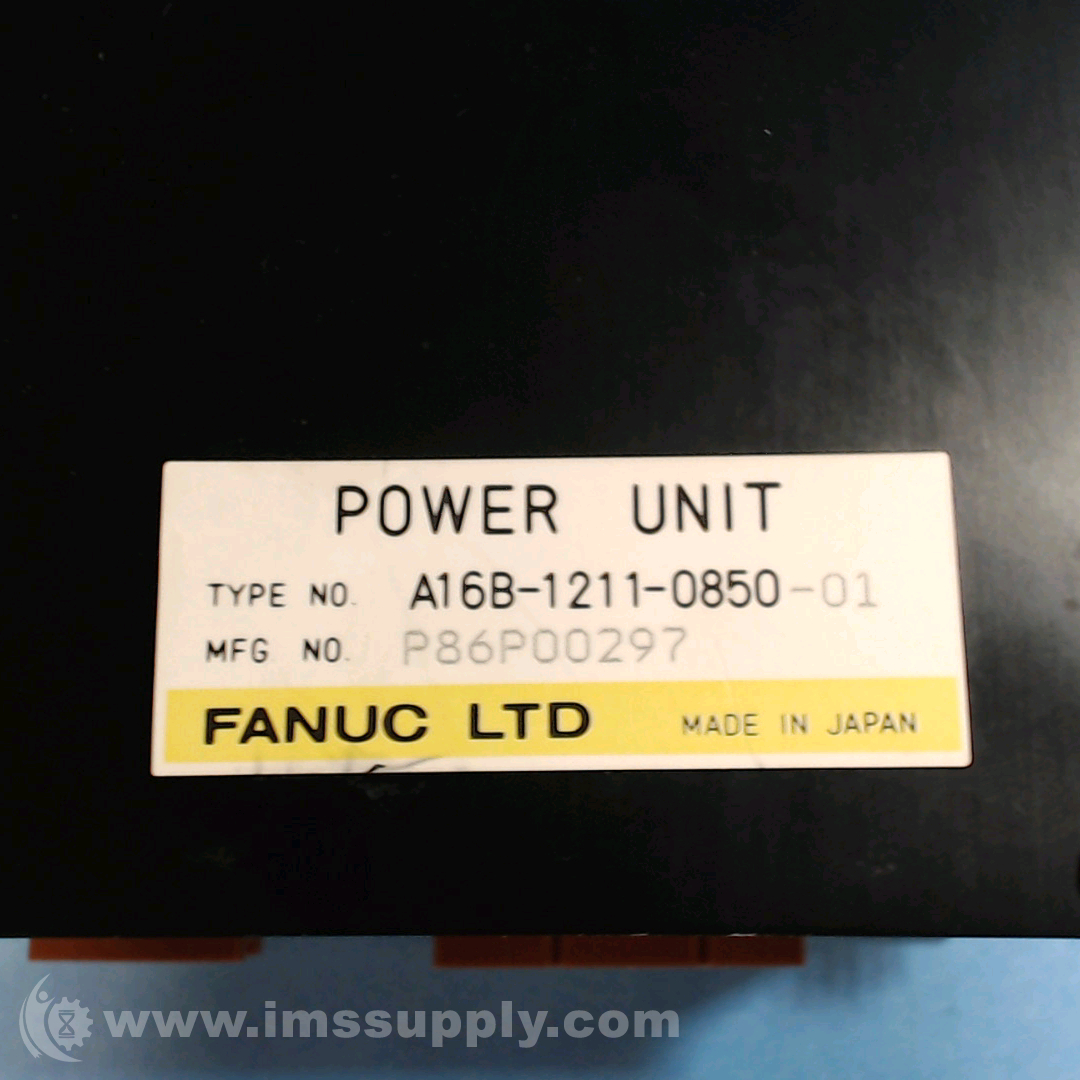 POWER UNIT
TYPE NO. A16B-1211-0850-01
MFG NO. P86P00297
FANUC LTD MADE IN JAPAN
www.imssupply.com